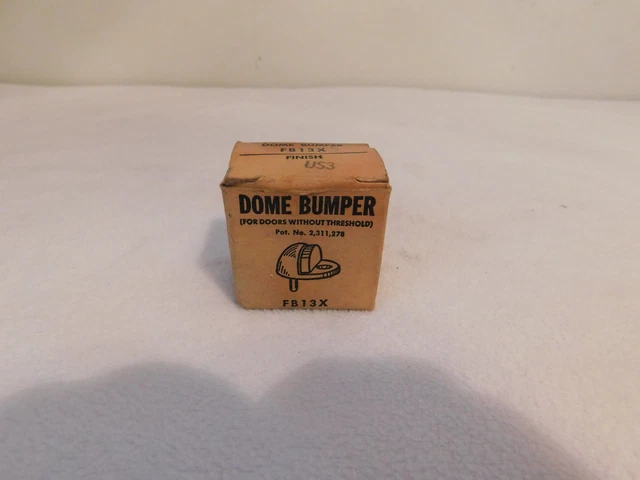 DOME BUMPER
FB13X
FINISH
US3
DOME BUMPER
(FOR DOORS WITHOUT THRESHOLD)
Pat. No. 2,311,278
FB13X